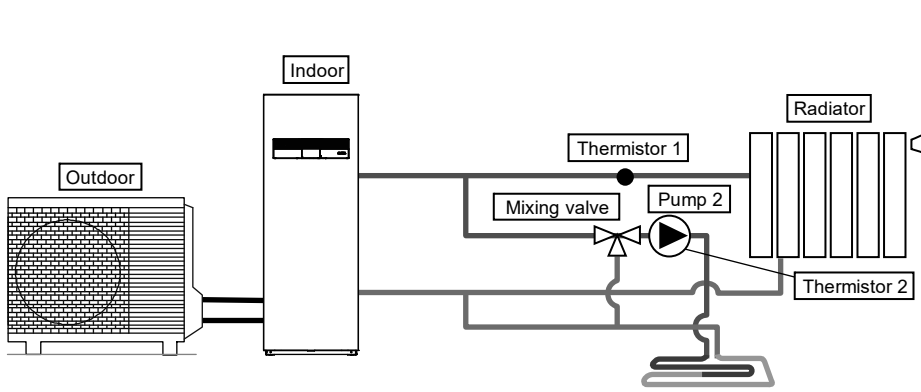 Indoor
Radiator
Thermistor 1
Outdoor
Pump 2
Mixing valve
Thermistor 2